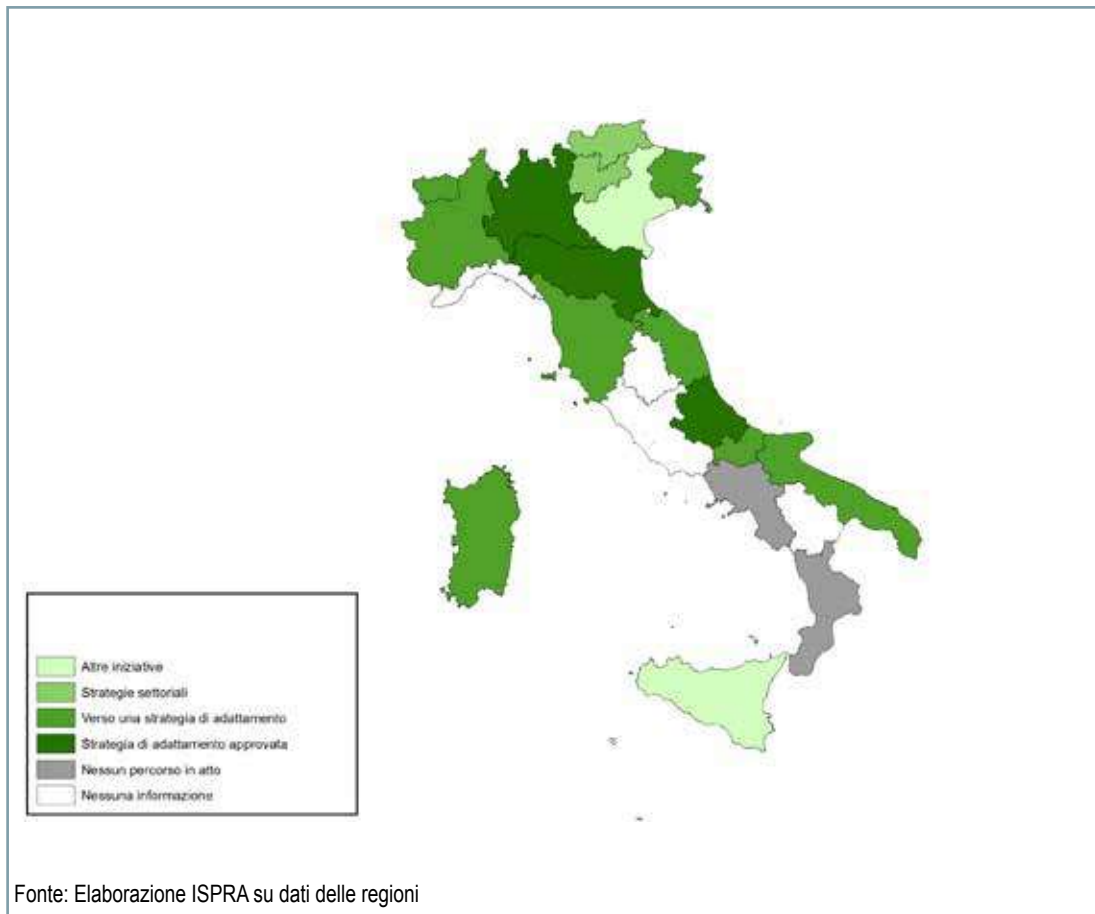 Altre iniziative
Strategie settoriali
Verso una strategia di adattamento
Strategia di adattamento approvata
Nessun percorso in atto
Nessuna informazione
Fonte: Elaborazione ISPRA su dati delle regioni